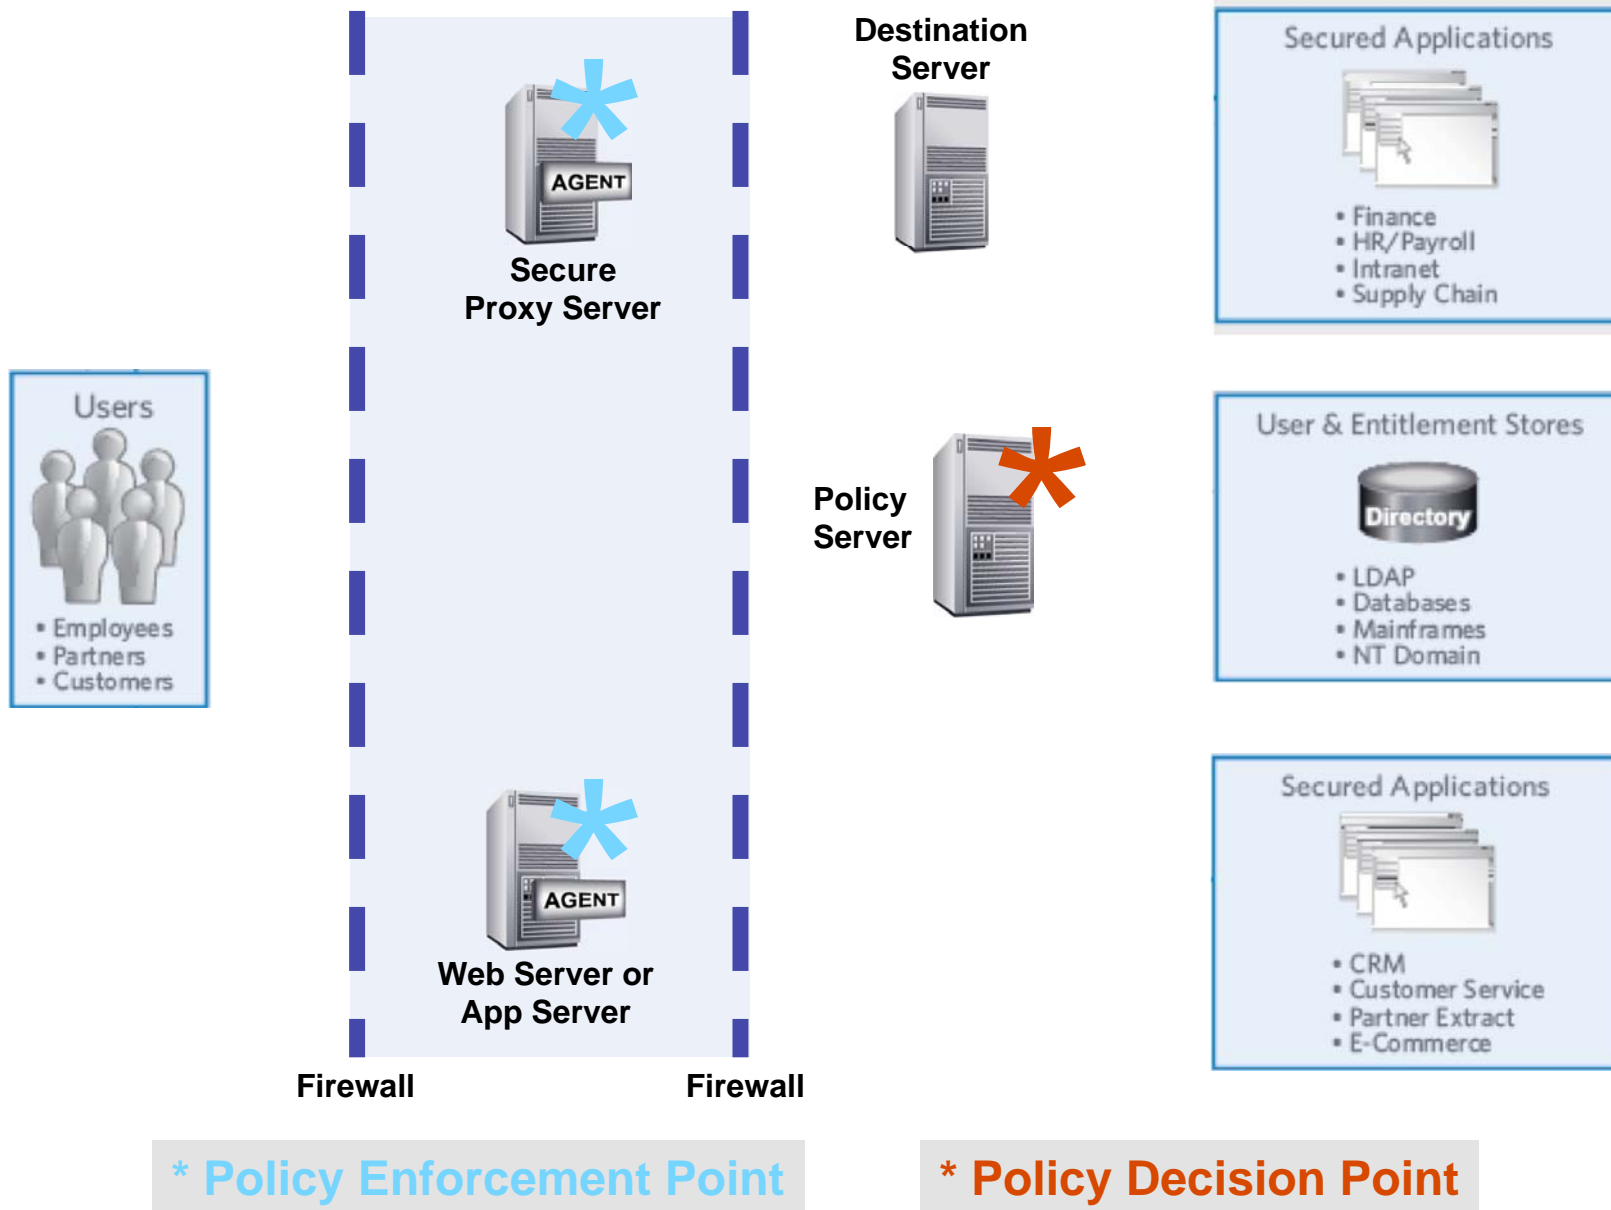 Destination
Server
Secured Applications
• Finance
• HR/Payroll
• Intranet
• Supply Chain
*
AGENT
Secure
Proxy Server
Users
• Employees
• Partners
• Customers
Policy
Server
*
User & Entitlement Stores
Directory
• LDAP
• Databases
• Mainframes
• NT Domain
*
AGENT
Web Server or
App Server
Secured Applications
• CRM
• Customer Service
• Partner Extract
• E-Commerce
Firewall
Firewall
* Policy Enforcement Point
* Policy Decision Point